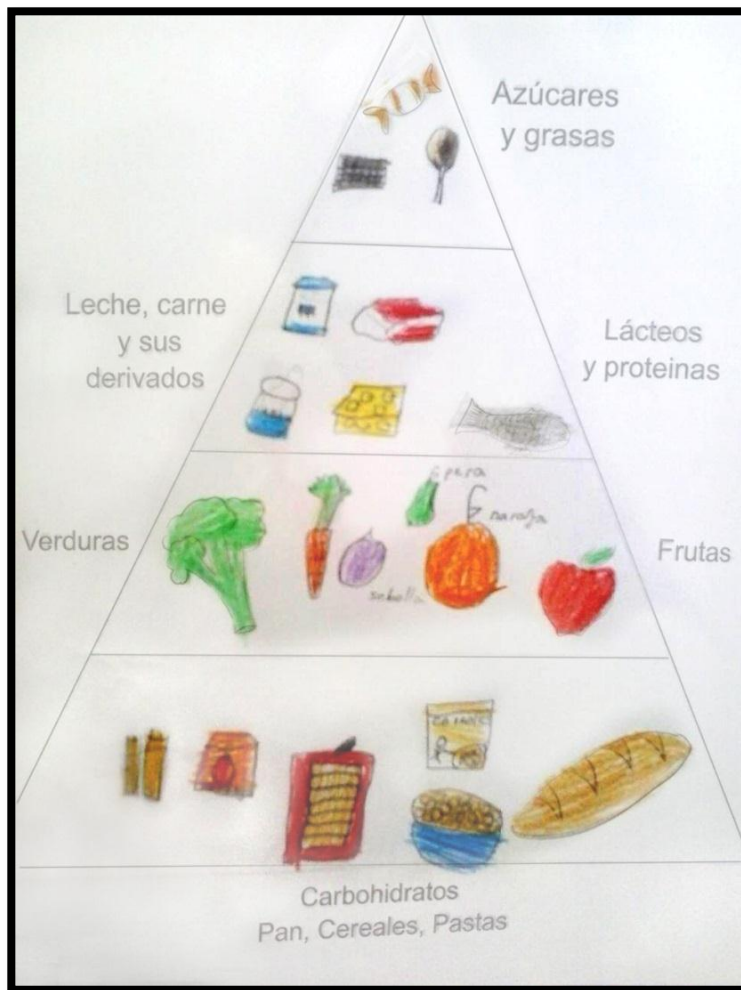 Azúcares
y grasas
Leche, carne
y sus
derivados
Lácteos
y proteinas
pera
naranja
Verduras
Frutas
sebolla
Carbohidratos
Pan, Cereales, Pastas